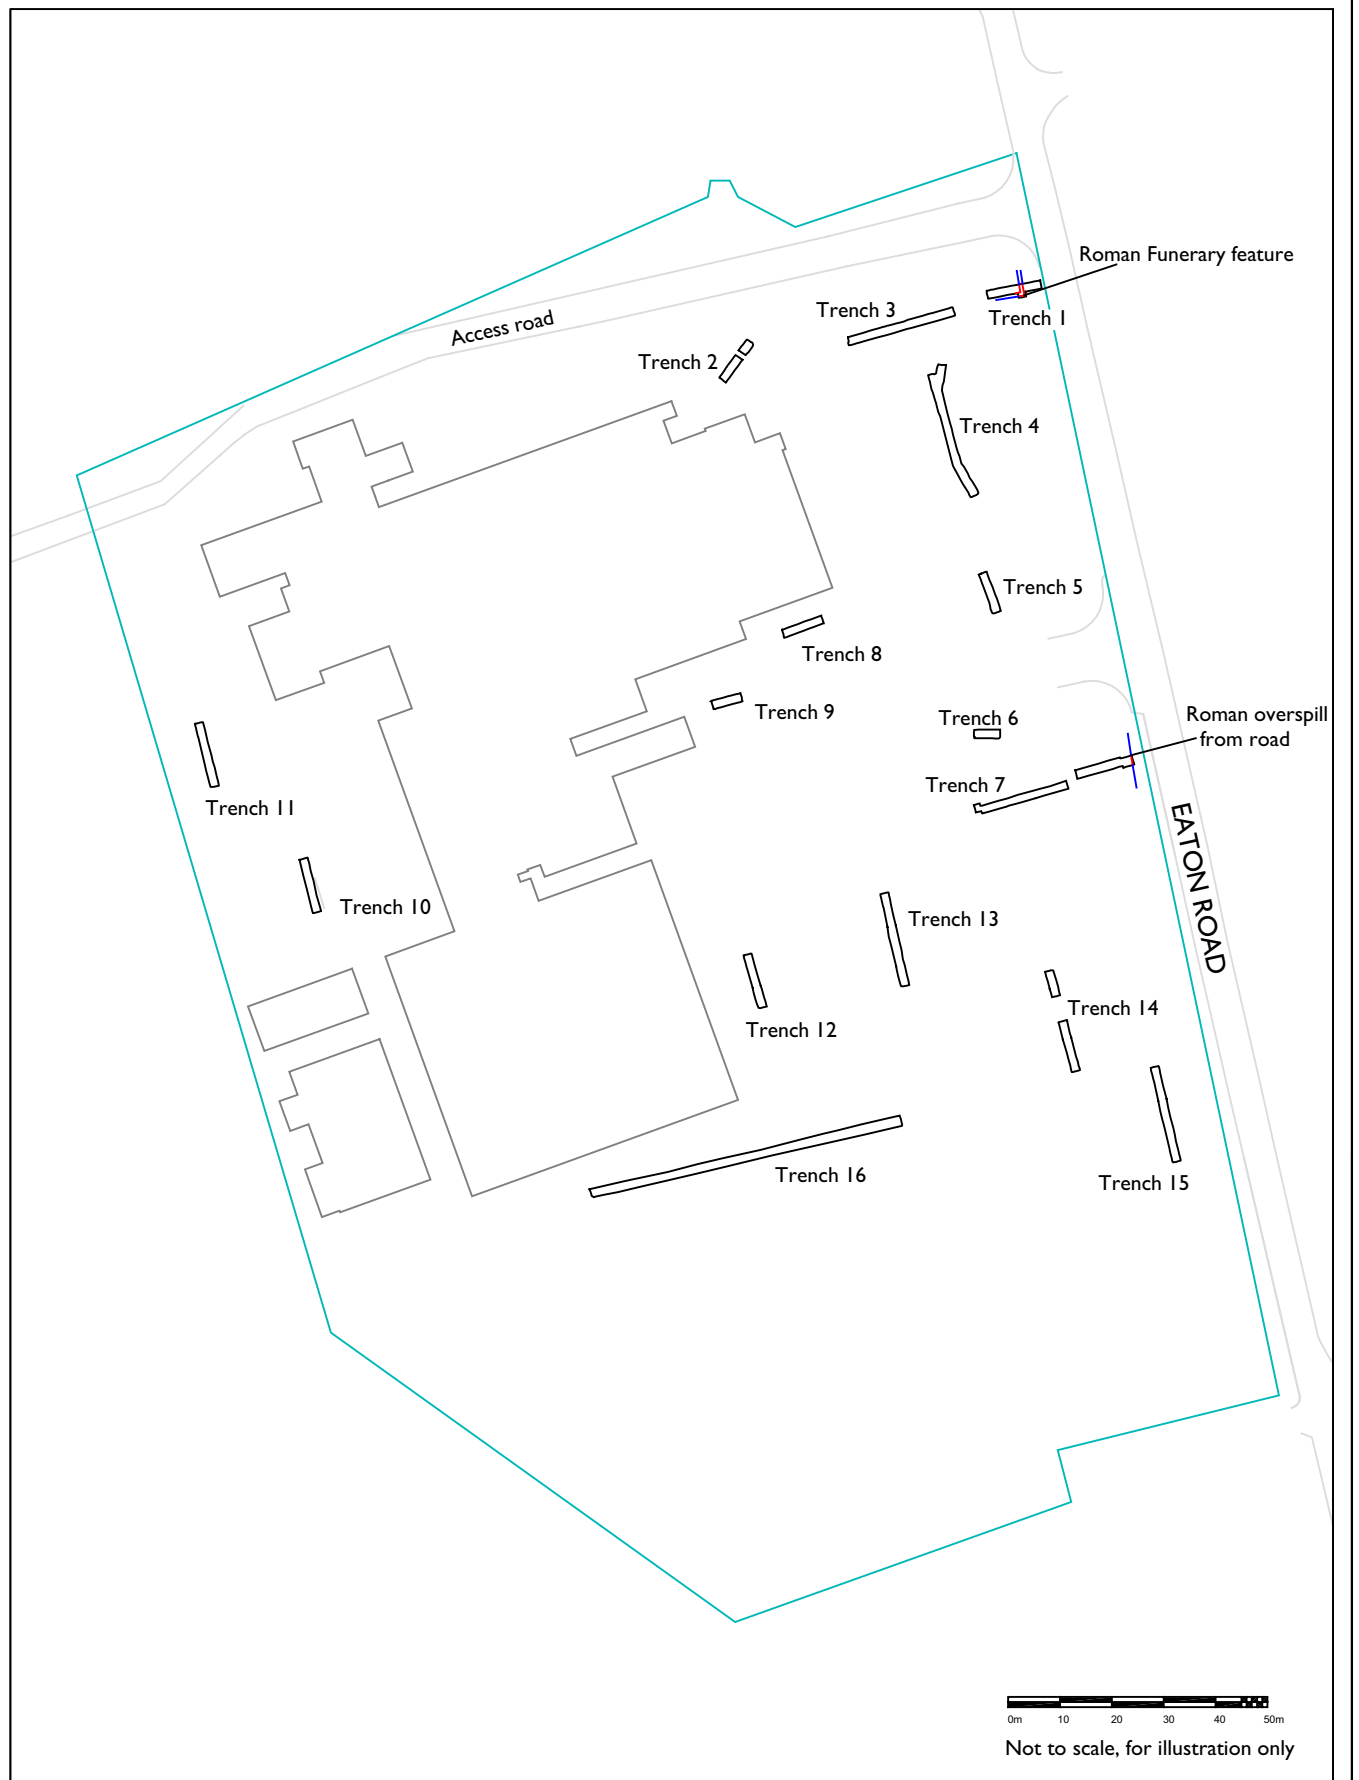 Roman Funerary feature
Trench 3
Trench 1
Access road
Trench 2
Trench 4
Trench 5
Trench 8
Trench 9
Trench 6
Roman overspill
from road
Trench 7
Trench 11
EATON ROAD
Trench 10
Trench 13
Trench 14
Trench 12
Trench 16
Trench 15
0m 10 20 30 40 50m
Not to scale, for illustration only